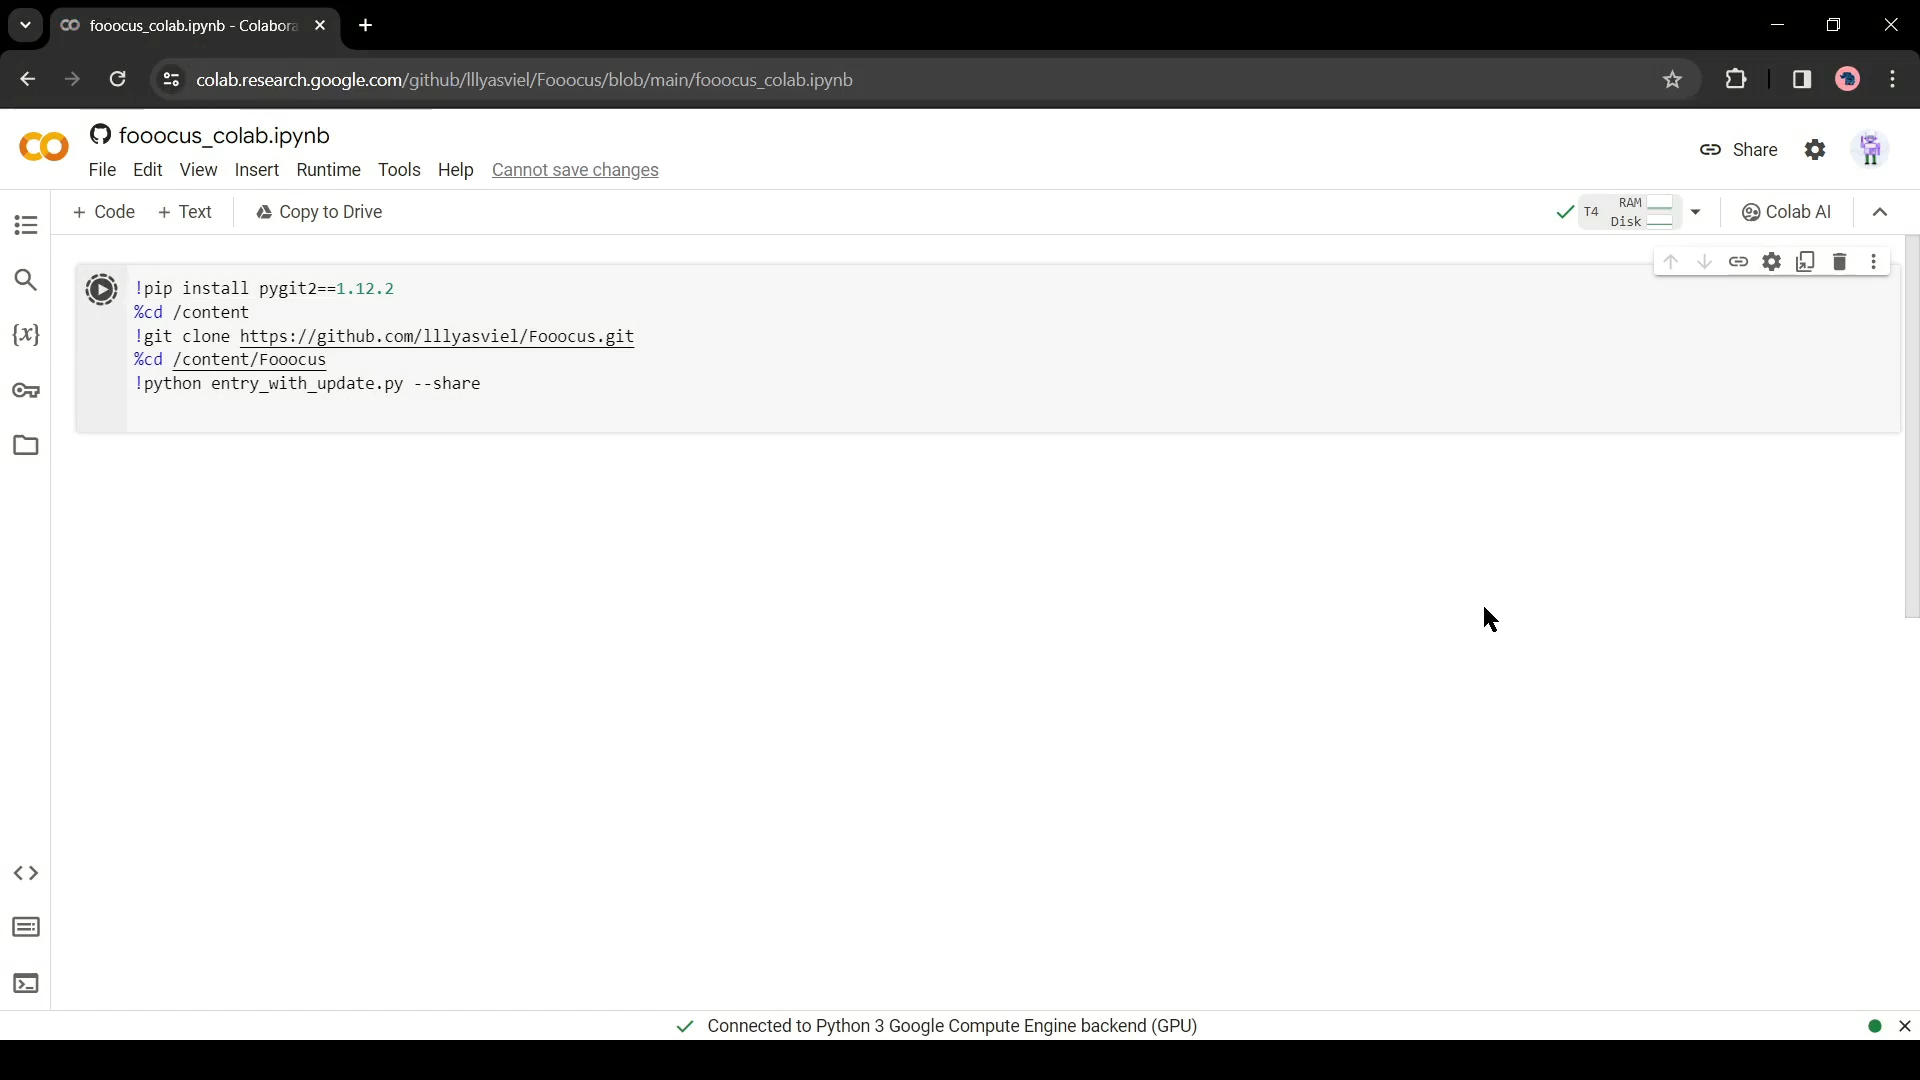 fooocus_colab.ipynb - Colabora
colab.research.google.com/github/lllyasviel/Fooocus/blob/main/fooocus_colab.ipynb
fooocus_colab.ipynb
File Edit View Insert Runtime Tools Help Cannot save changes
Share
+ Code + Text Copy to Drive
T4 RAM
Disk
Colab AI
!pip install pygit2==1.12.2
%cd /content
!git clone https://github.com/lllyasviel/Fooocus.git
%cd /content/Fooocus
!python entry_with_update.py --share
{x}
Connected to Python 3 Google Compute Engine backend (GPU)